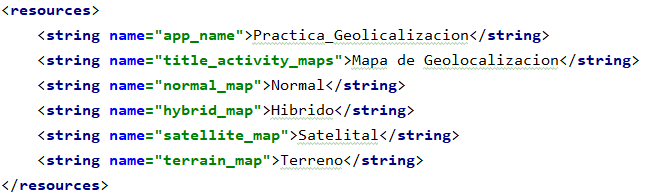 <resources>
<string name="app_name">Practica_Geolicalizacion</string>
<string name="title_activity_maps">Mapa de Geolocalizacion</string>
<string name="normal_map">Normal</string>
<string name="hybrid_map">Hibrido</string>
<string name="satellite_map">Satelital</string>
<string name="terrain_map">Terreno</string>
</resources>